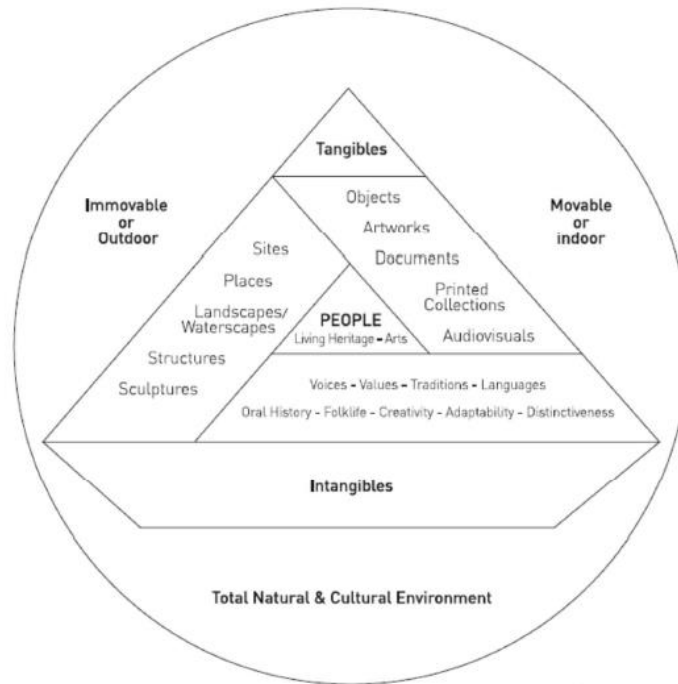 Tangibles
Immovable
or
Outdoor
Movable
or
indoor
Objects
Artworks
Documents
Printed
Collections
Audiovisuals
Sites
Places
Landscapes/
Waterscapes
Structures
Sculptures
PEOPLE
Living Heritage - Arts
Voices - Values - Traditions - Languages
Oral History - Folklife - Creativity - Adaptability - Distinctiveness
Intangibles
Total Natural & Cultural Environment